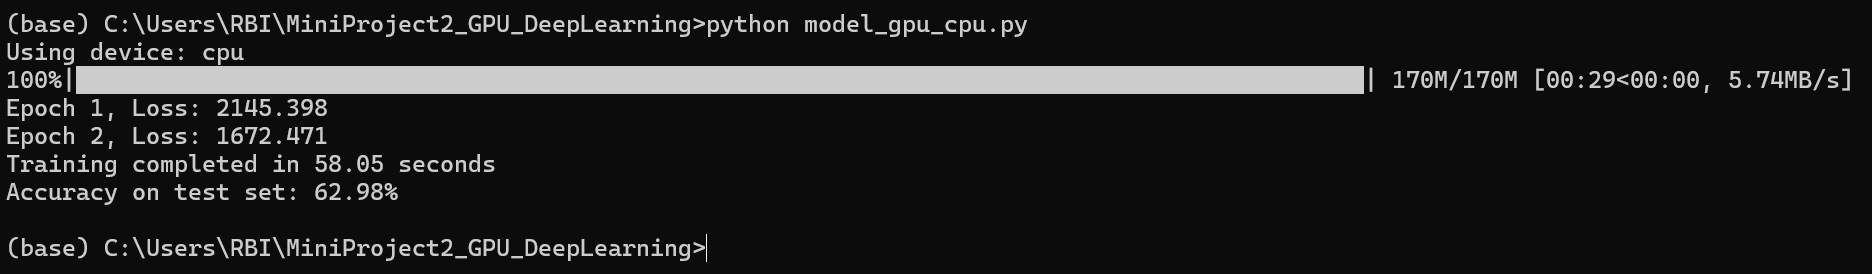 (base) C:\Users\RBI\MiniProject2_GPU_DeepLearning>python model_gpu_cpu.py
Using device: cpu
100%|██████████| 170M/170M [00:29<00:00, 5.74MB/s]
Epoch 1, Loss: 2145.398
Epoch 2, Loss: 1672.471
Training completed in 58.05 seconds
Accuracy on test set: 62.98%
(base) C:\Users\RBI\MiniProject2_GPU_DeepLearning>